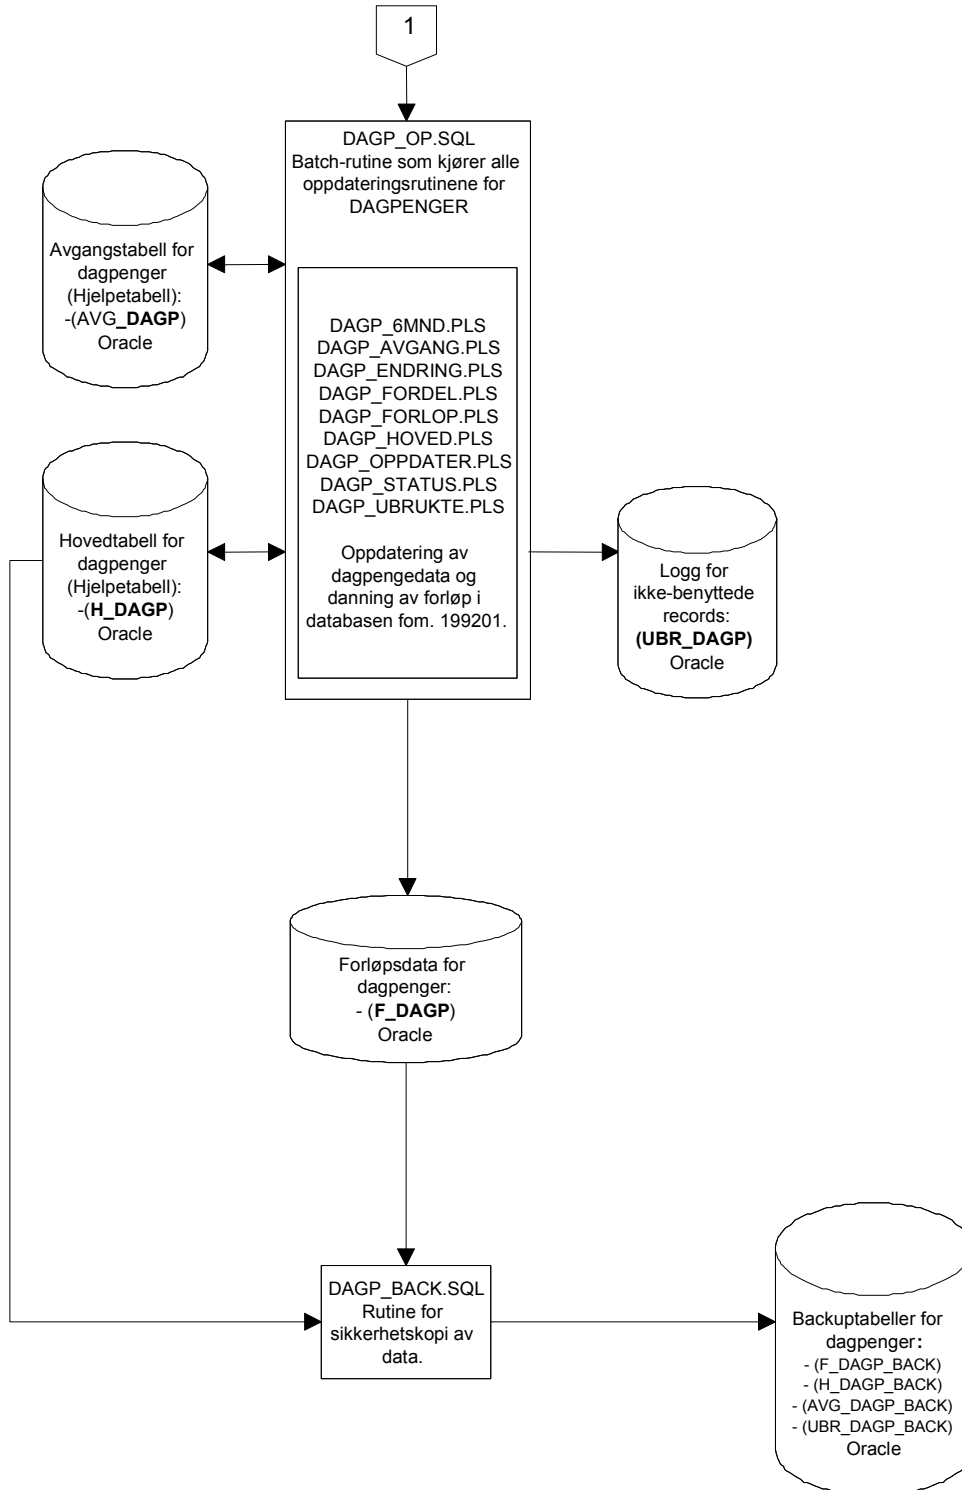 1
DAGP_OP.SQL
Batch-rutine som kjører alle
oppdateringsrutinene for
DAGPENGER
Avgangstabell for
dagpenger
(Hjelpetabell):
-(AVG_DAGP)
Oracle
DAGP_6MND.PLS
DAGP_AVGANG.PLS
DAGP_ENDRING.PLS
DAGP_FORDEL.PLS
DAGP_FORLOP.PLS
DAGP_HOVED.PLS
DAGP_OPPDATER.PLS
DAGP_STATUS.PLS
DAGP_UBRUKTE.PLS
Oppdatering av
dagpengedata og
danning av forløp i
databasen fom. 199201.
Hovedtabell for
dagpenger
(Hjelpetabell):
-(H_DAGP)
Oracle
Logg for
ikke-benyttede
records:
(UBR_DAGP)
Oracle
Forløpsdata for
dagpenger:
- (F_DAGP)
Oracle
DAGP_BACK.SQL
Rutine for
sikkerhetskopi av
data.
Backuptabeller for
dagpenger:
- (F_DAGP_BACK)
- (H_DAGP_BACK)
- (AVG_DAGP_BACK)
- (UBR_DAGP_BACK)
Oracle